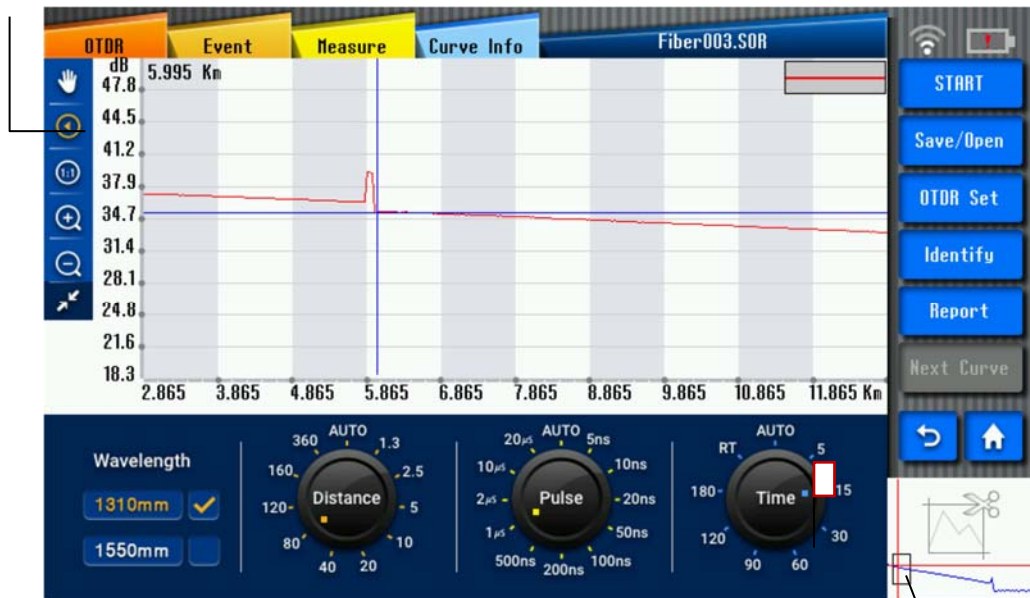 OTDR Event Measure Curve Info Fiber003.SOR
dB 5.995 Km
47.8
44.5
41.2
37.9
34.7
31.4
28.1
24.8
21.6
18.3
2.865 3.865 4.865 5.865 6.865 7.865 8.865 9.865 10.865 11.865 Km
1:1
START
Save/Open
OTDR Set
Identify
Report
Next Curve
Wavelength
1310mm
1550mm
Distance
AUTO
1.3
2.5
5
10
20
40
80
120
160
360
Pulse
AUTO
5ns
10ns
20ns
50ns
100ns
200ns
500ns
1μs
2μs
10μs
20μs
Time
AUTO
5
15
30
60
90
120
180
RT